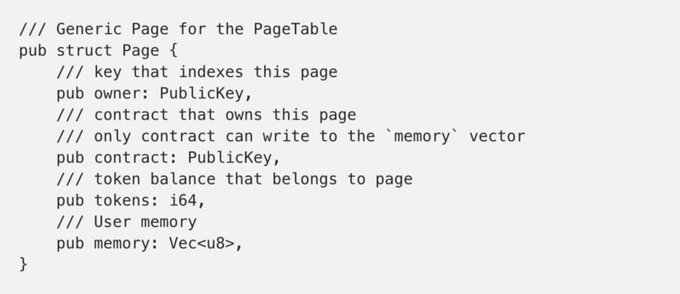 /// Generic Page for the PageTable
pub struct Page {
    /// key that indexes this page
    pub owner: PublicKey,
    /// contract that owns this page
    /// only contract can write to the `memory` vector
    pub contract: PublicKey,
    /// token balance that belongs to page
    pub tokens: i64,
    /// User memory
    pub memory: Vec<u8>,
}